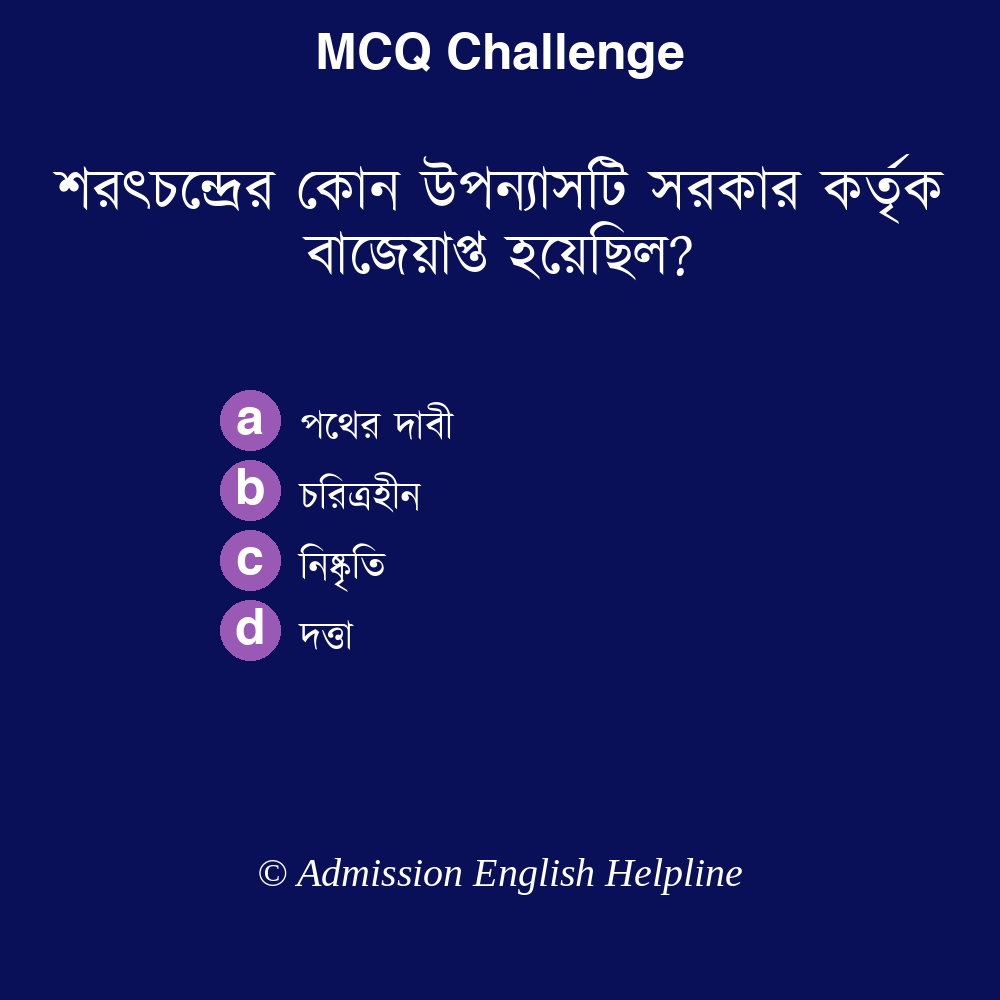 MCQ Challenge
শরৎচন্দ্রের কোন উপন্যাসটি সরকার কর্তৃক
বাজেয়াপ্ত হয়েছিল?
a পথের দাবী
b চরিত্রহীন
c নিষ্কৃতি
d দত্তা
© Admission English Helpline